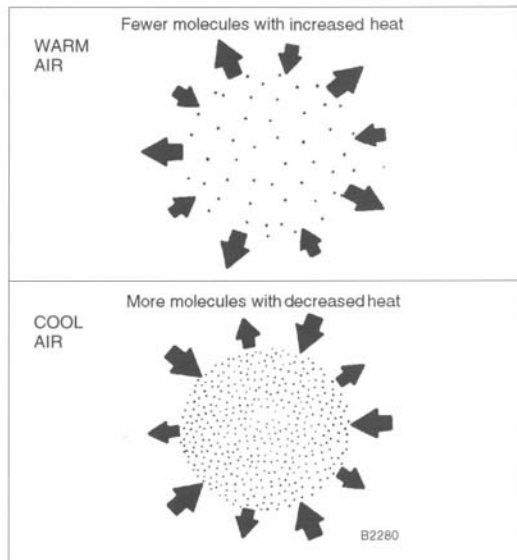 Fewer molecules with increased heat
WARM
AIR
More molecules with decreased heat
COOL
AIR
B2280